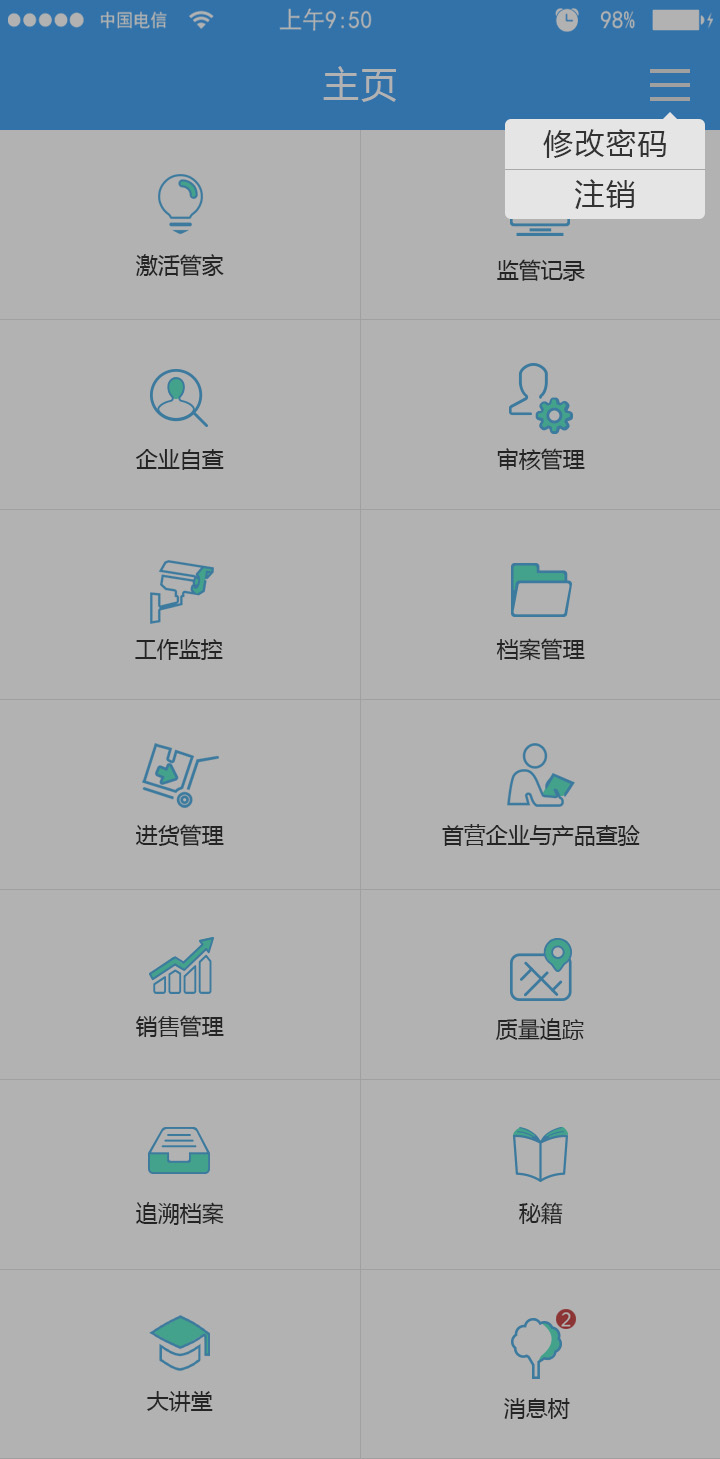 中国电信 上午9:50 98%
主页
修改密码
注销
激活管家 监管记录
企业自查 审核管理
工作监控 档案管理
进货管理 首营企业与产品查验
销售管理 质量追踪
追溯档案 秘籍
2
大讲堂 消息树